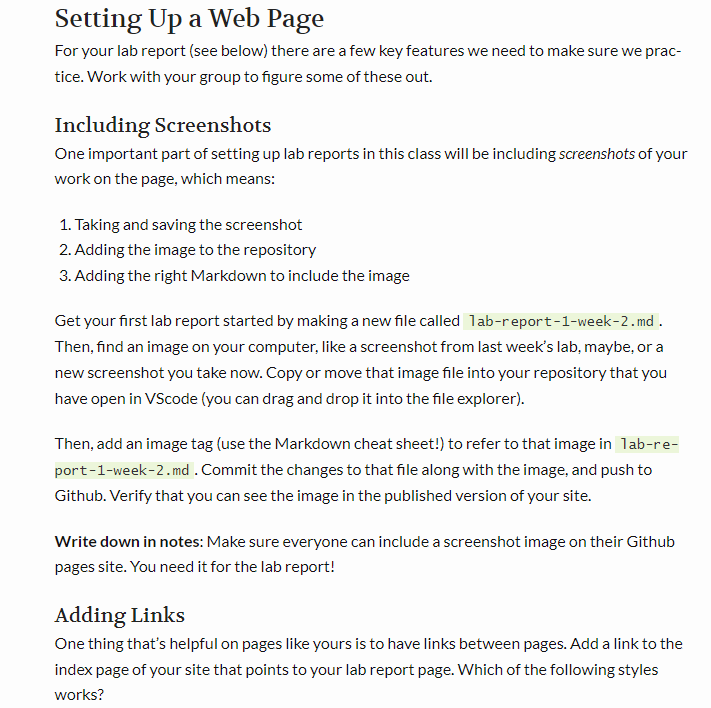 Setting Up a Web Page
For your lab report (see below) there are a few key features we need to make sure we prac-
tice. Work with your group to figure some of these out.
Including Screenshots
One important part of setting up lab reports in this class will be including screenshots of your
work on the page, which means:
1. Taking and saving the screenshot
2. Adding the image to the repository
3. Adding the right Markdown to include the image
Get your first lab report started by making a new file called lab-report-1-week-2.md .
Then, find an image on your computer, like a screenshot from last week's lab, maybe, or a
new screenshot you take now. Copy or move that image file into your repository that you
have open in VScode (you can drag and drop it into the file explorer).
Then, add an image tag (use the Markdown cheat sheet!) to refer to that image in lab-re-
port-1-week-2.md . Commit the changes to that file along with the image, and push to
Github. Verify that you can see the image in the published version of your site.
Write down in notes: Make sure everyone can include a screenshot image on their Github
pages site. You need it for the lab report!
Adding Links
One thing that's helpful on pages like yours is to have links between pages. Add a link to the
index page of your site that points to your lab report page. Which of the following styles
works?